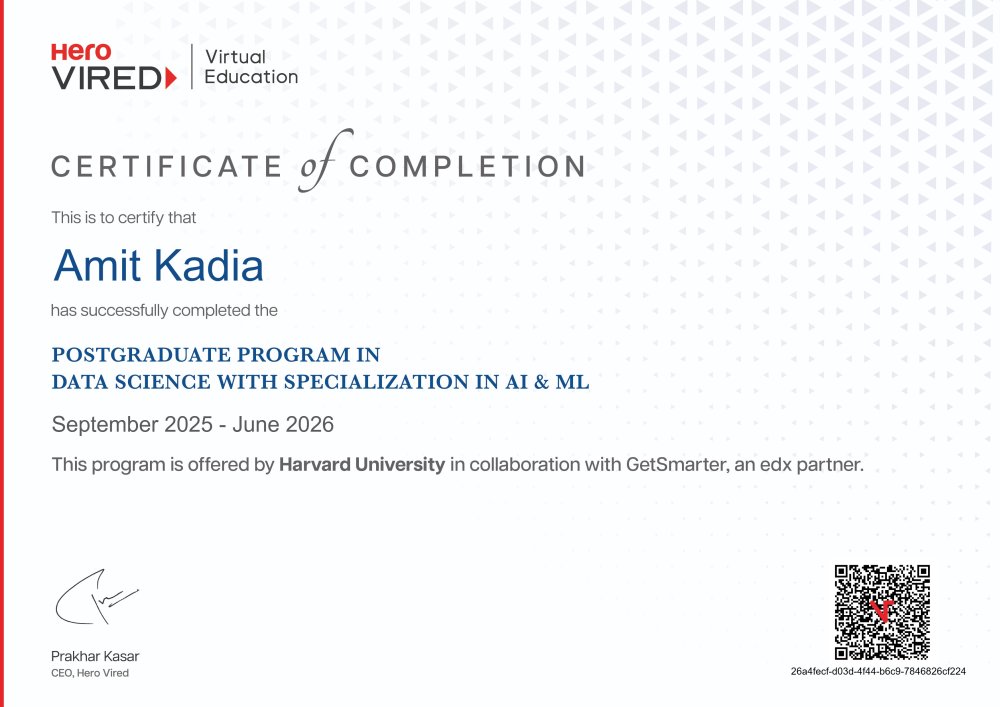 Hero
VIRED
Virtual
Education
CERTIFICATE of COMPLETION
This is to certify that
Amit Kadia
has successfully completed the
POSTGRADUATE PROGRAM IN
DATA SCIENCE WITH SPECIALIZATION IN AI & ML
September 2025 - June 2026
This program is offered by Harvard University in collaboration with GetSmarter, an edx partner.
Prakhar Kasar
CEO, Hero Vired
26a4fecf-d03d-4f44-b6c9-7846826cf224